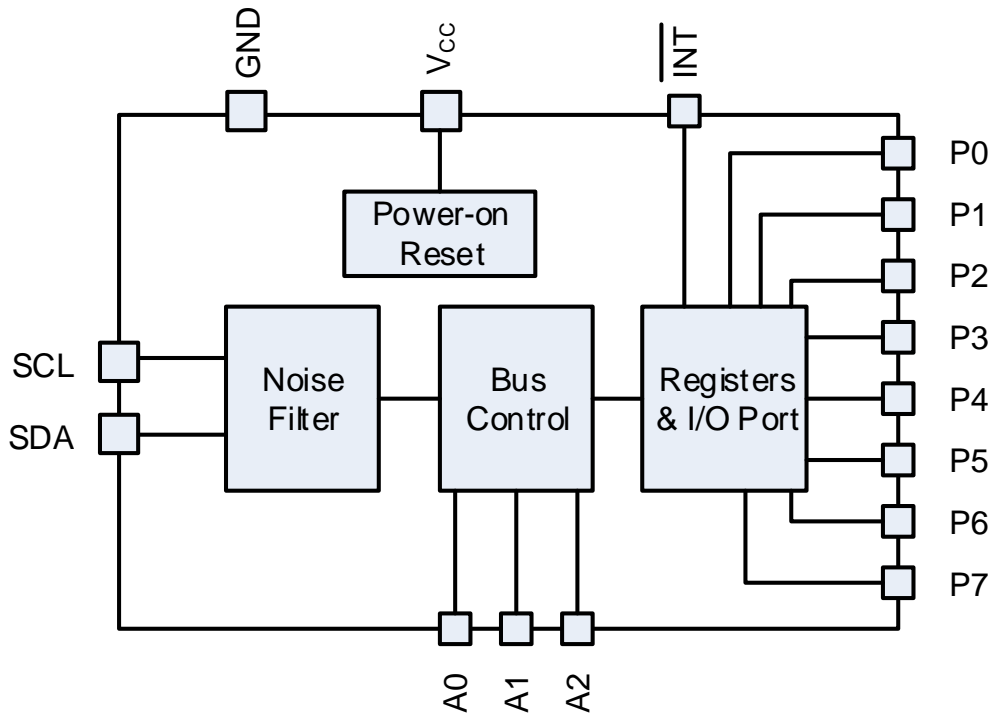 GND
VCC
INT
P0
P1
P2
P3
P4
P5
P6
P7
Power-on
Reset
SCL
SDA
Noise
Filter
Bus
Control
Registers
& I/O Port
A0
A1
A2